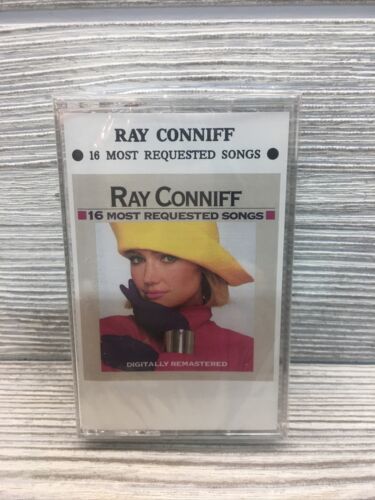 RAY CONNIFF
● 16 MOST REQUESTED SONGS ●
RAY CONNIFF
16 MOST REQUESTED SONGS
DIGITALLY REMASTERED